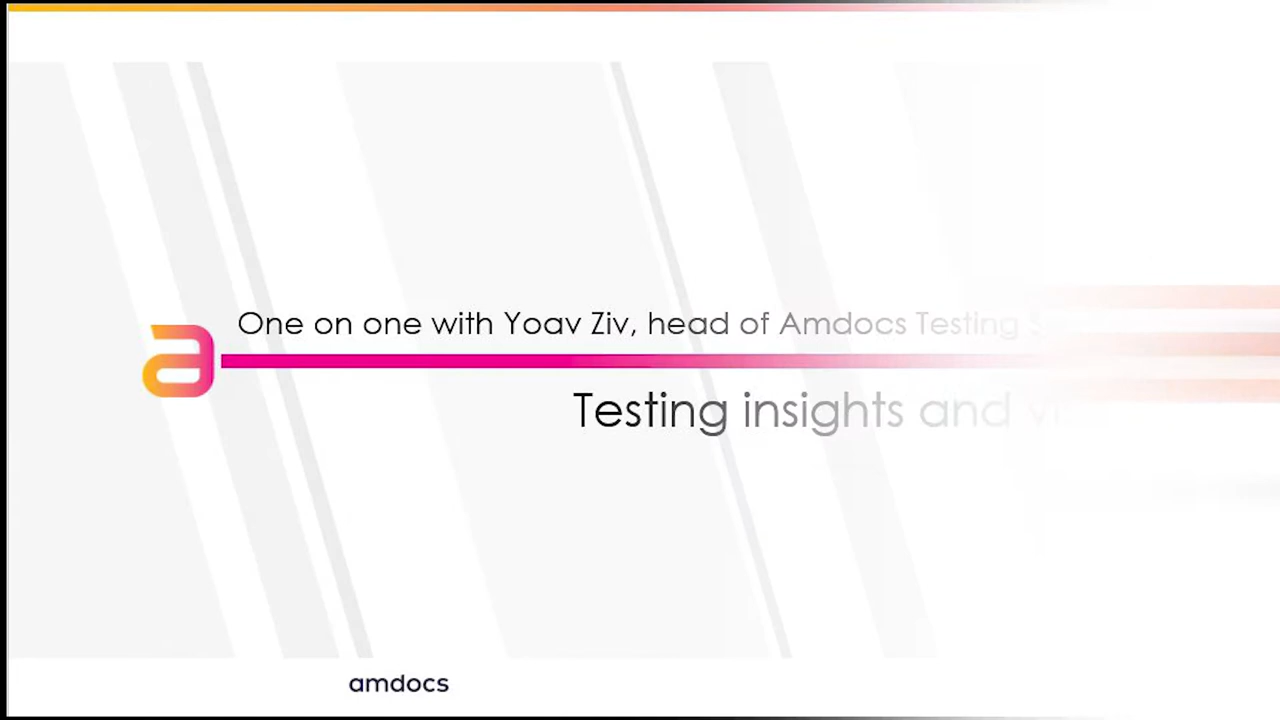 One on one with Yoav Ziv, head of Amdocs Testing
Testing insights and
amdocs